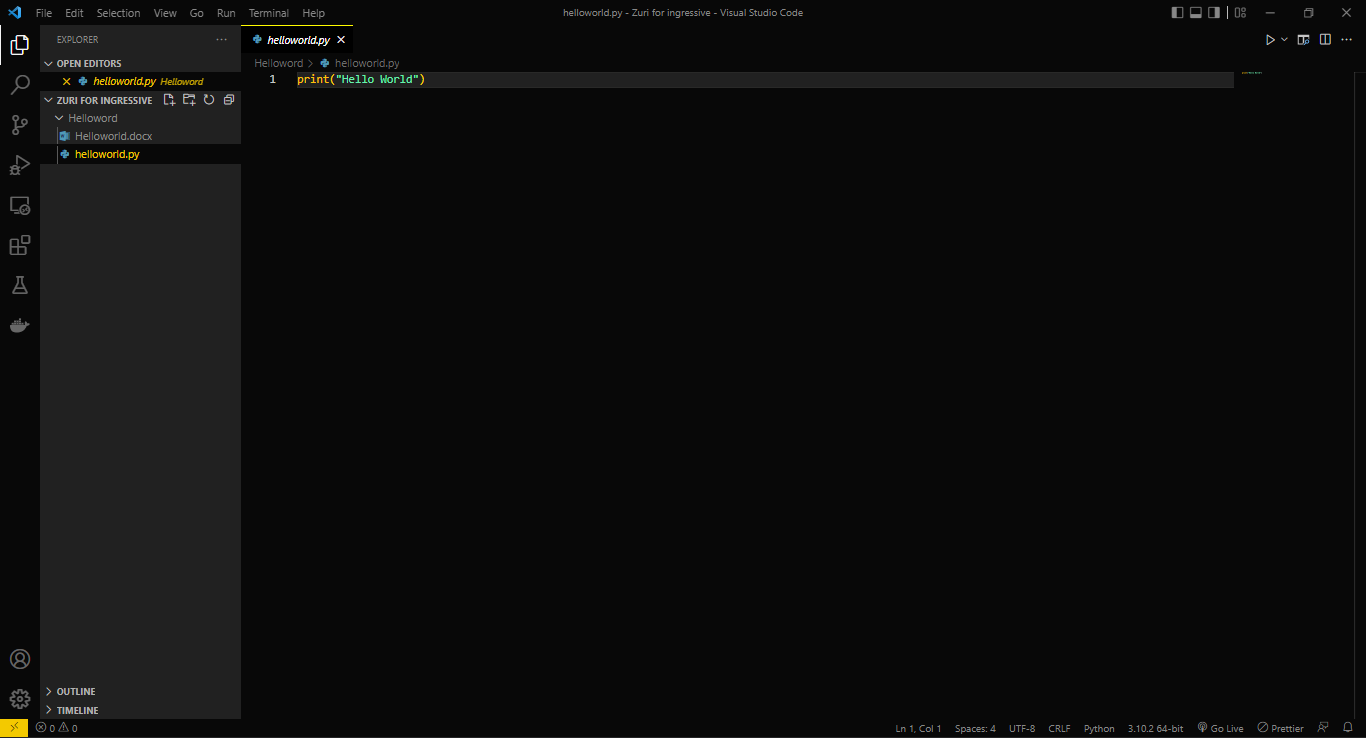 File Edit Selection View Go Run Terminal Help helloworld.py - Zuri for ingressive - Visual Studio Code
EXPLORER
OPEN EDITORS
helloworld.py Helloword
ZURI FOR INGRESSIVE
Helloword
Helloworld.docx
helloworld.py
OUTLINE
TIMELINE
helloworld.py
Helloword > helloworld.py
1 print("Hello World")
0 0 Ln 1, Col 1 Spaces: 4 UTF-8 CRLF Python 3.10.2 64-bit Go Live Prettier